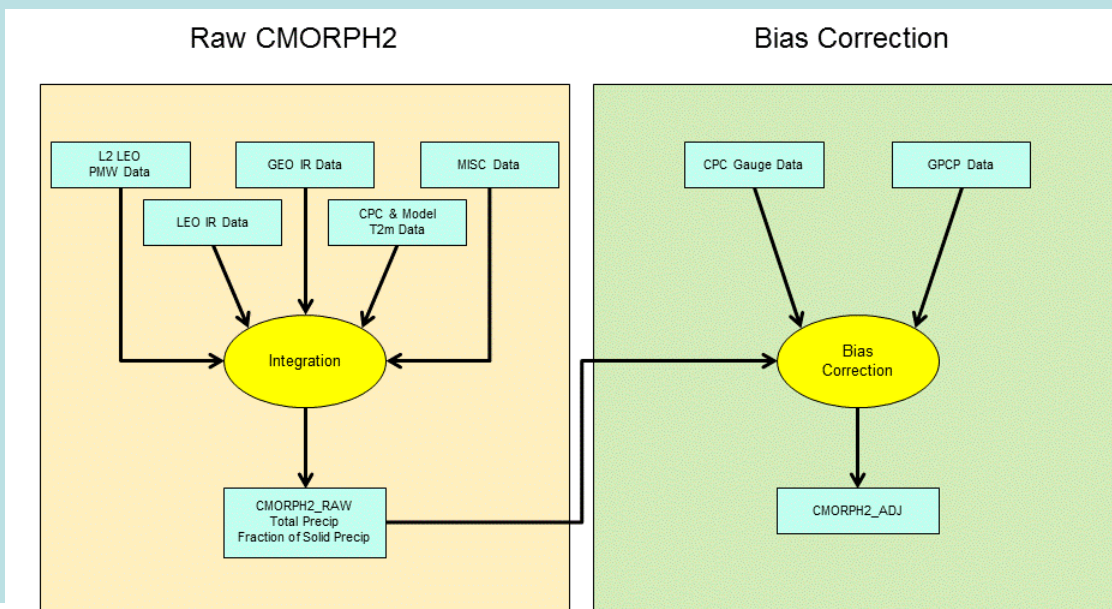 Raw CMORPH2
Bias Correction
L2 LEO
PMW Data
GEO IR Data
MISC Data
LEO IR Data
CPC & Model
T2m Data
Integration
CMORPH2_RAW
Total Precip
Fraction of Solid Precip
CPC Gauge Data
GPCP Data
Bias
Correction
CMORPH2_ADJ